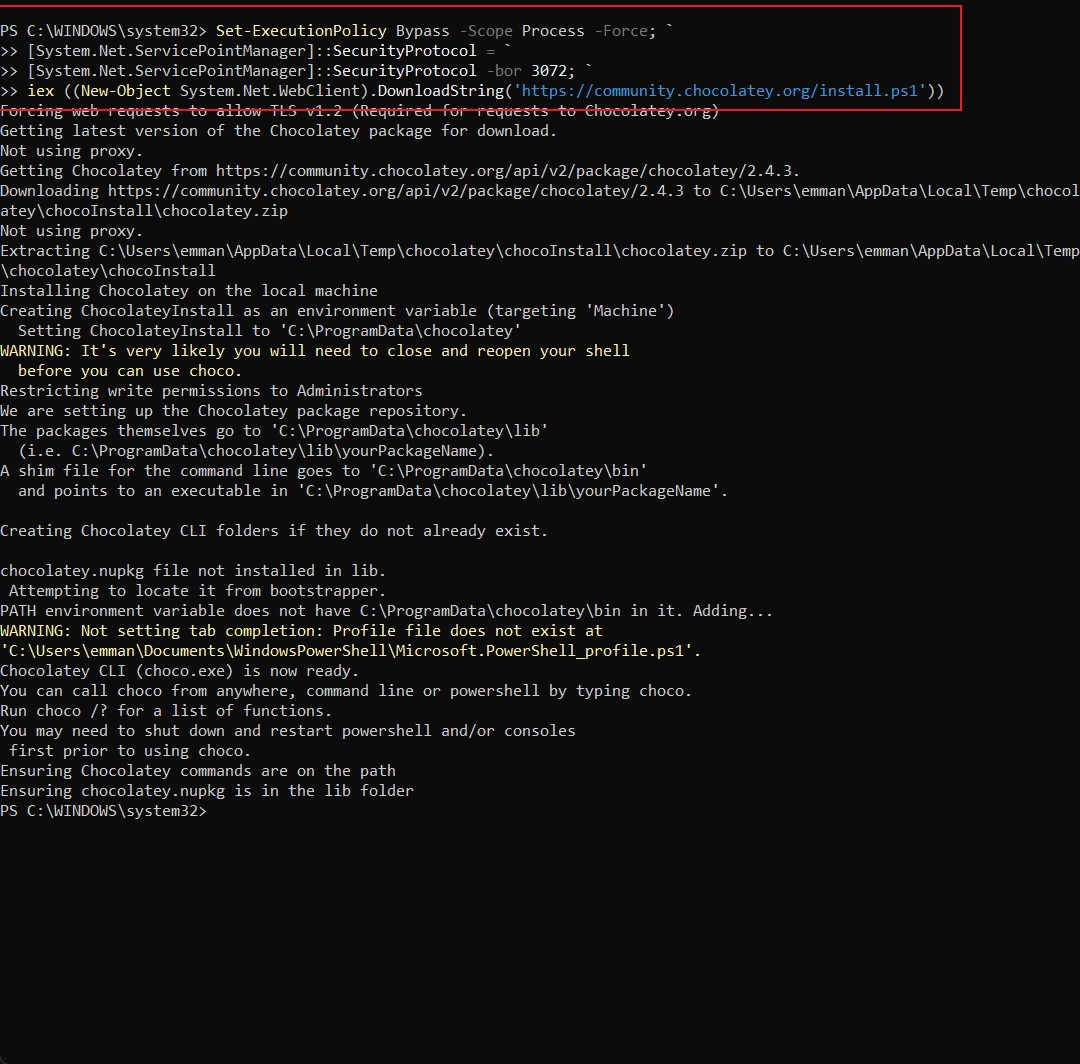 PS C:\WINDOWS\system32> Set-ExecutionPolicy Bypass -Scope Process -Force; `
>> [System.Net.ServicePointManager]::SecurityProtocol = `
>> [System.Net.ServicePointManager]::SecurityProtocol -bor 3072; `
>> iex ((New-Object System.Net.WebClient).DownloadString('https://community.chocolatey.org/install.ps1'))
Forcing web requests to allow TLS v1.2 (Required for requests to Chocolatey.org)
Getting latest version of the Chocolatey package for download.
Not using proxy.
Getting Chocolatey from https://community.chocolatey.org/api/v2/package/chocolatey/2.4.3.
Downloading https://community.chocolatey.org/api/v2/package/chocolatey/2.4.3 to C:\Users\emman\AppData\Local\Temp\chocol
atey\chocoInstall\chocolatey.zip
Not using proxy.
Extracting C:\Users\emman\AppData\Local\Temp\chocolatey\chocoInstall\chocolatey.zip to C:\Users\emman\AppData\Local\Temp
\chocolatey\chocoInstall
Installing Chocolatey on the local machine
Creating ChocolateyInstall as an environment variable (targeting 'Machine')
  Setting ChocolateyInstall to 'C:\ProgramData\chocolatey'
WARNING: It's very likely you will need to close and reopen your shell
  before you can use choco.
Restricting write permissions to Administrators
We are setting up the Chocolatey package repository.
The packages themselves go to 'C:\ProgramData\chocolatey\lib'
  (i.e. C:\ProgramData\chocolatey\lib\yourPackageName).
A shim file for the command line goes to 'C:\ProgramData\chocolatey\bin'
  and points to an executable in 'C:\ProgramData\chocolatey\lib\yourPackageName'.

Creating Chocolatey CLI folders if they do not already exist.

chocolatey.nupkg file not installed in lib.
 Attempting to locate it from bootstrapper.
PATH environment variable does not have C:\ProgramData\chocolatey\bin in it. Adding...
WARNING: Not setting tab completion: Profile file does not exist at
'C:\Users\emman\Documents\WindowsPowerShell\Microsoft.PowerShell_profile.ps1'.
Chocolatey CLI (choco.exe) is now ready.
You can call choco from anywhere, command line or powershell by typing choco.
Run choco /? for a list of functions.
You may need to shut down and restart powershell and/or consoles
 first prior to using choco.
Ensuring Chocolatey commands are on the path
Ensuring chocolatey.nupkg is in the lib folder
PS C:\WINDOWS\system32>